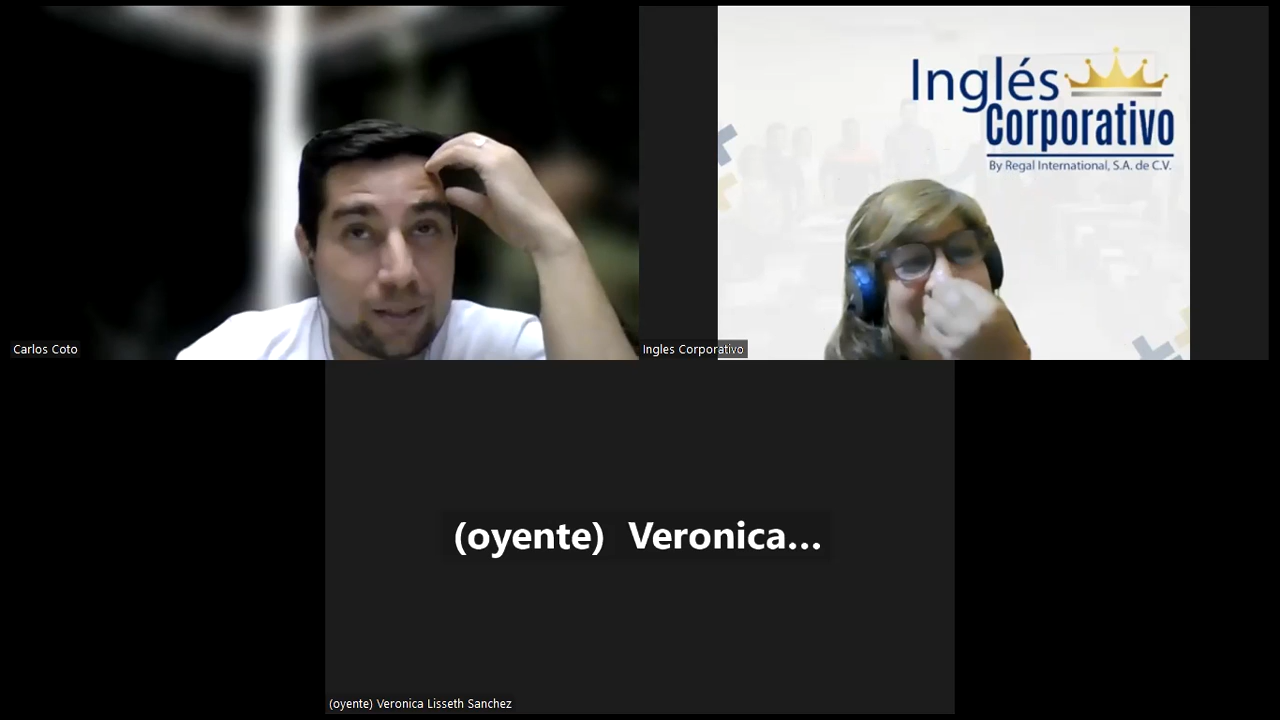 Inglés
Corporativo
By Regal International, S.A. de C.V.
Carlos Coto
Ingles Corporativo
(oyente) Veronica...
(oyente) Veronica Lisseth Sanchez